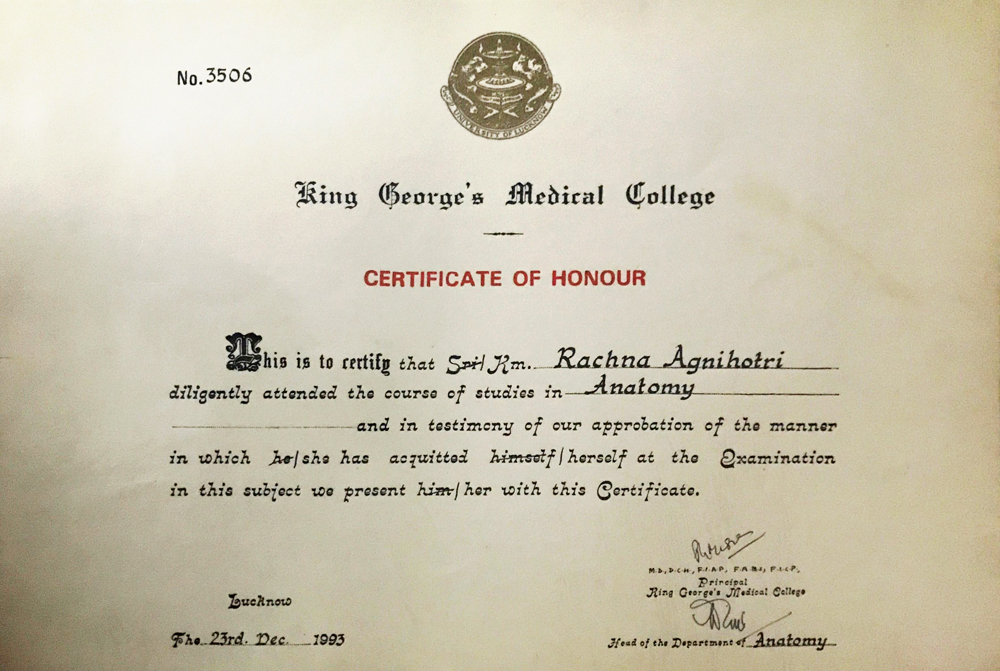 No. 3506
UNIVERSITY OF LUCKNOW
King George's Medical College
CERTIFICATE OF HONOUR
This is to certify that Sri/Km. Rachna Agnihotri
diligently attended the course of studies in Anatomy
and in testimony of our approbation of the manner
in which he/she has acquitted himself/herself at the Examination
in this subject we present him/her with this Certificate.
M.D., D.C.H., F.I.A.P., F.A.M.S., F.I.C.P.,
Principal
King George's Medical College
Lucknow
The 23rd. Dec. 1993
Head of the Department of Anatomy